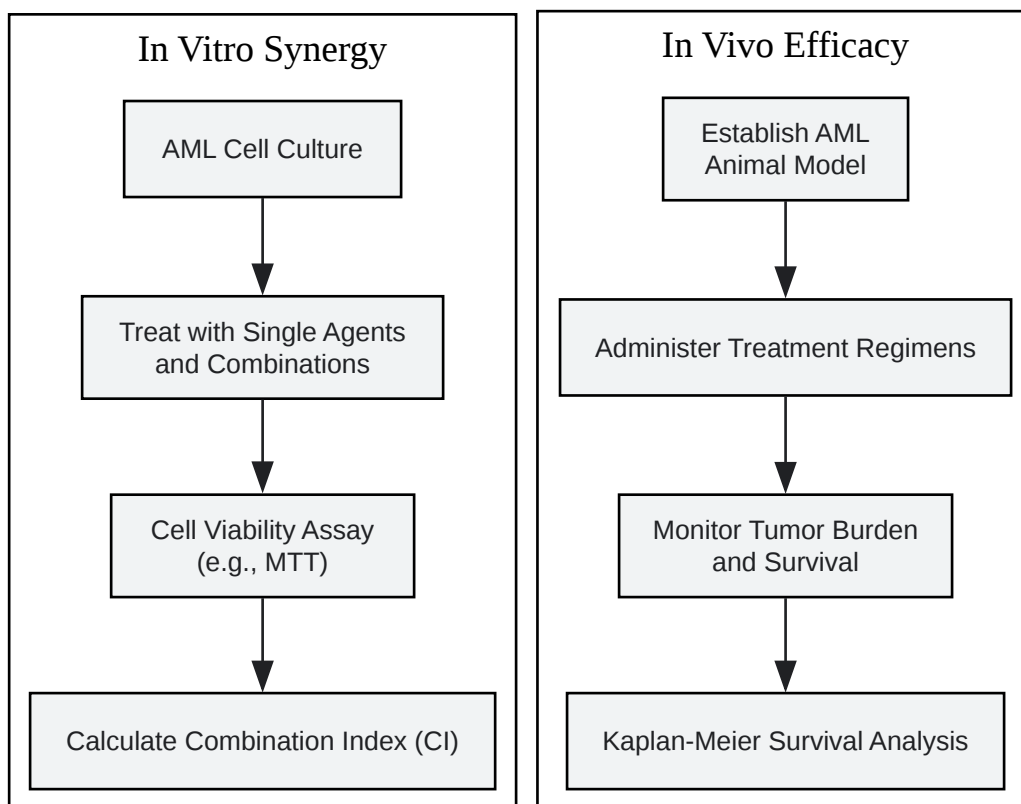 In Vitro Synergy
AML Cell Culture
Treat with Single Agents
and Combinations
Cell Viability Assay
(e.g., MTT)
Calculate Combination Index (CI)
In Vivo Efficacy
Establish AML
Animal Model
Administer Treatment Regimens
Monitor Tumor Burden
and Survival
Kaplan-Meier Survival Analysis